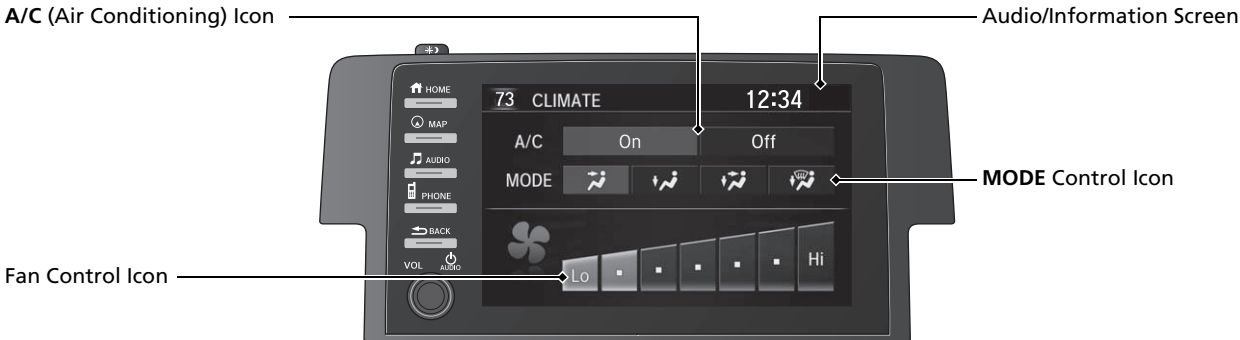 A/C (Air Conditioning) Icon
Audio/Information Screen
HOME
73 CLIMATE 12:34
MAP
A/C On Off
AUDIO
MODE
MODE Control Icon
PHONE
BACK
VOL AUDIO
Fan Control Icon
Lo Hi